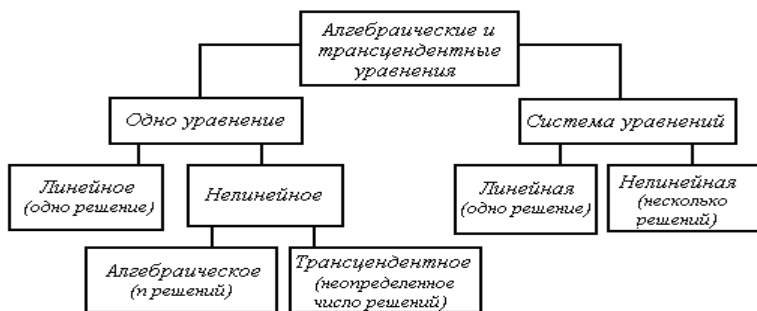 Алгебраические и
трансцендентные
уравнения
Одно уравнение
Система уравнений
Линейное
(одно решение)
Нелинейное
Линейная
(одно решение)
Нелинейная
(несколько
решений)
Алгебраическое
(n решений)
Трансцендентное
(неопределенное
число решений)